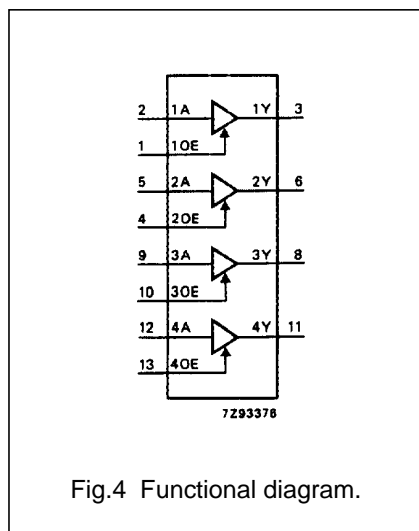 2 1A 1Y 3
1 1OE
5 2A 2Y 6
4 2OE
9 3A 3Y 8
10 3OE
12 4A 4Y 11
13 4OE
7Z93376
Fig.4 Functional diagram.